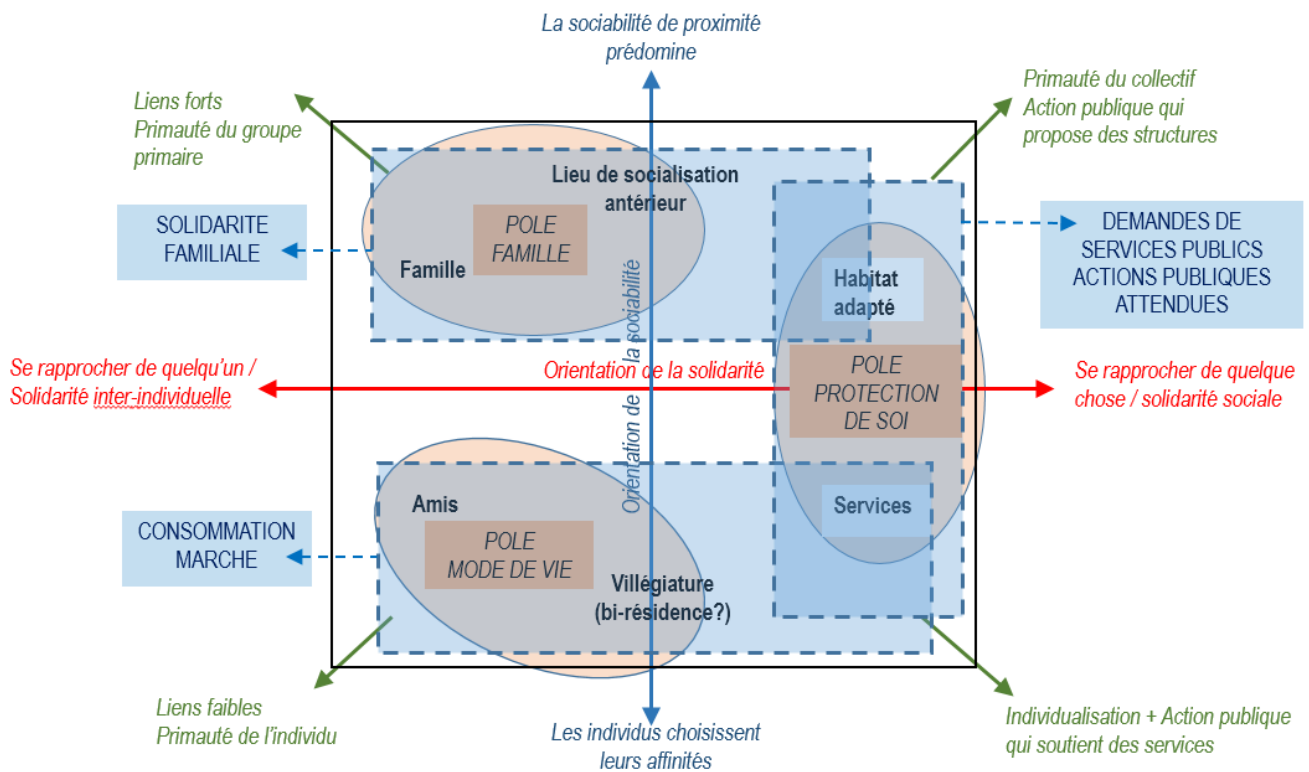 La sociabilité de proximité
prédomine
Liens forts
Primauté du groupe
primaire
Primauté du collectif
Action publique qui
propose des structures
Lieu de socialisation
antérieur
SOLIDARITE
FAMILIALE
POLE
FAMILLE
Famille
DEMANDES DE
SERVICES PUBLICS
ACTIONS PUBLIQUES
ATTENDUES
Habitat
adapté
Orientation de la sociabilité
Se rapprocher de quelqu'un /
Solidarité inter-individuelle
Orientation de la solidarité
POLE
PROTECTION
DE SOI
Se rapprocher de quelque
chose / solidarité sociale
Amis
Services
CONSOMMATION
MARCHE
POLE
MODE DE VIE
Villégiature
(bi-résidence?)
Liens faibles
Primauté de l'individu
Les individus choisissent
leurs affinités
Individualisation + Action publique
qui soutient des services